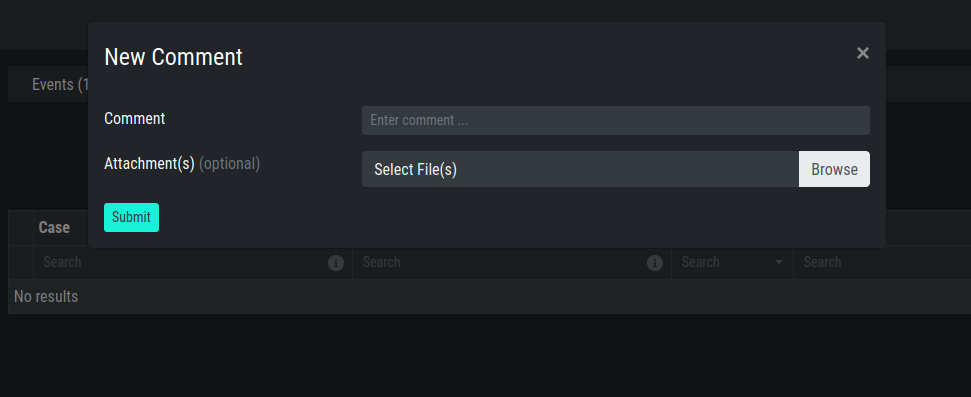 New Comment
×
Events (1
Comment
Enter comment ...
Attachment(s) (optional)
Select File(s)
Browse
Submit
Case
Search
Search
Search
Search
No results